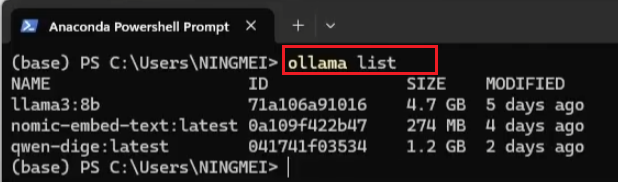 Anaconda Powershell Prompt
(base) PS C:\Users\NINGMEI> ollama list
NAME ID SIZE MODIFIED
llama3:8b 71a106a91016 4.7 GB 5 days ago
nomic-embed-text:latest 0a109f422b47 274 MB 4 days ago
qwen-dige:latest 041741f03534 1.2 GB 2 days ago
(base) PS C:\Users\NINGMEI>